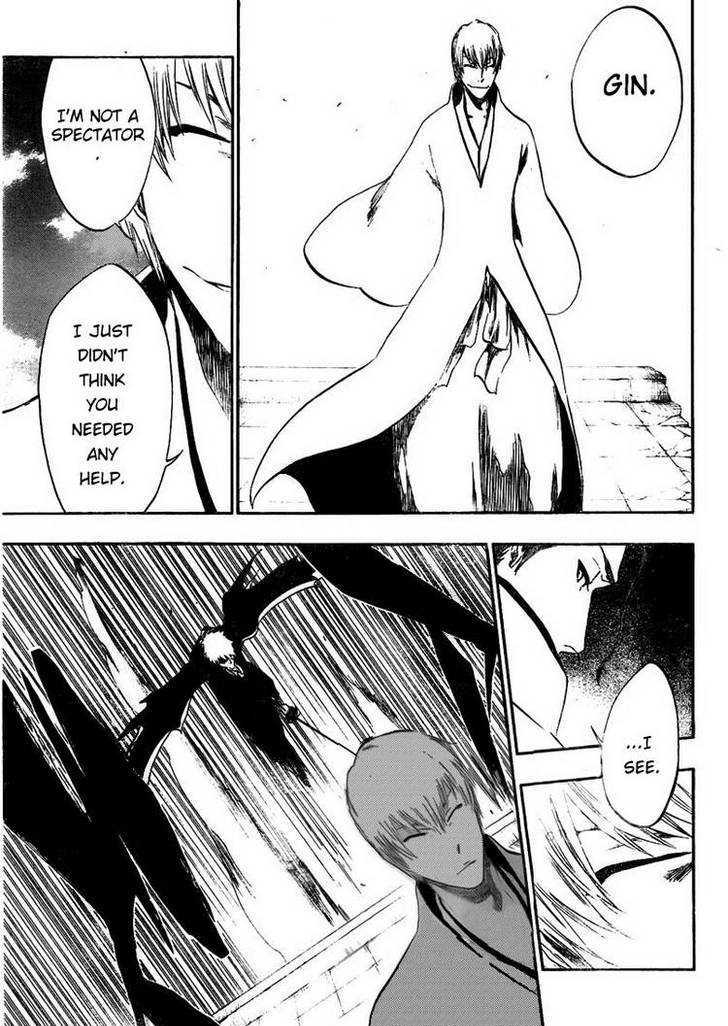 GIN.
I'M NOT A
SPECTATOR
I JUST
DIDN'T
THINK
YOU
NEEDED
ANY
HELP.
...I
SEE.